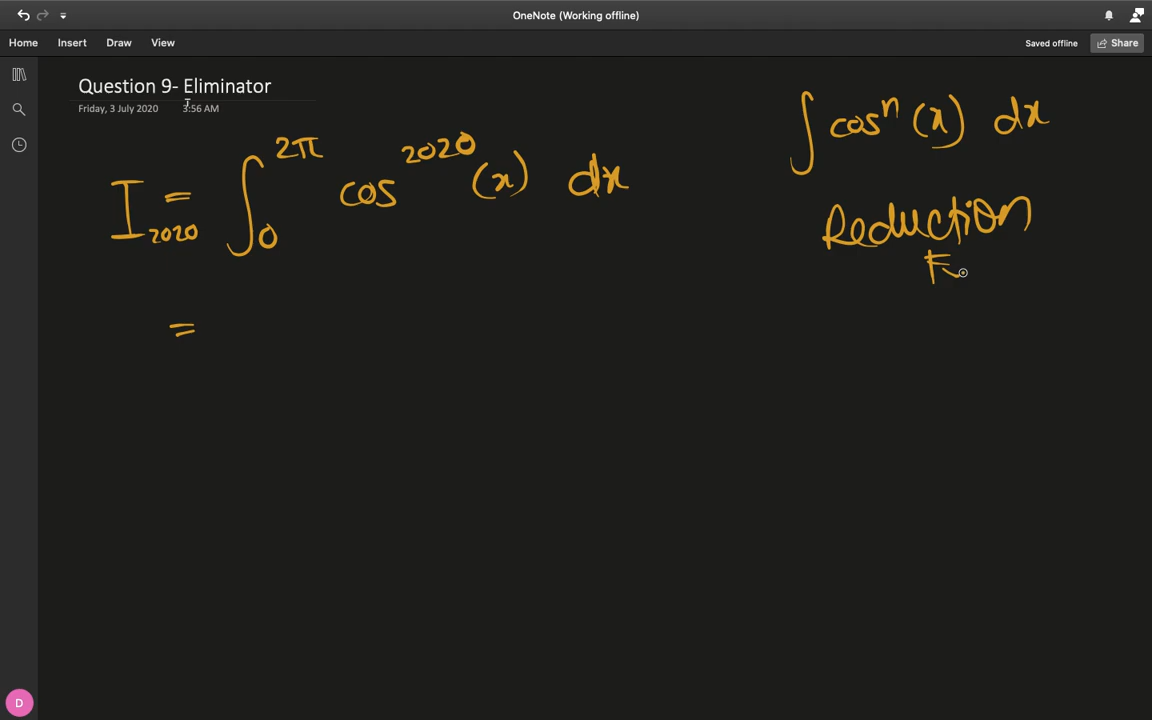 OneNote (Working offline)
Home Insert Draw View
Saved offline Share
Question 9- Eliminator
Friday, 3 July 2020 3:56 AM
I₂₀₂₀ = ∫₀^2π cos^2020 (x) dx
=
∫ cosⁿ (x) dx
Reduction
F
D